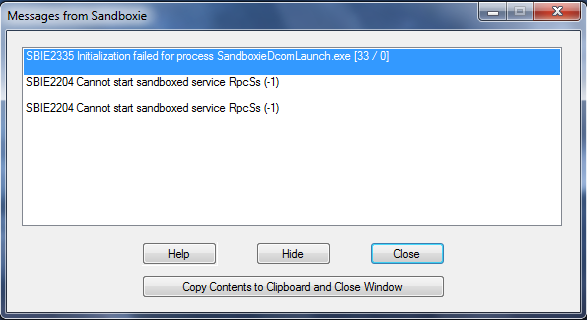 Messages from Sandboxie
SBIE2335 Initialization failed for process SandboxieDcomLaunch.exe [33 / 0]
SBIE2204 Cannot start sandboxed service RpcSs (-1)
SBIE2204 Cannot start sandboxed service RpcSs (-1)
Help Hide Close
Copy Contents to Clipboard and Close Window